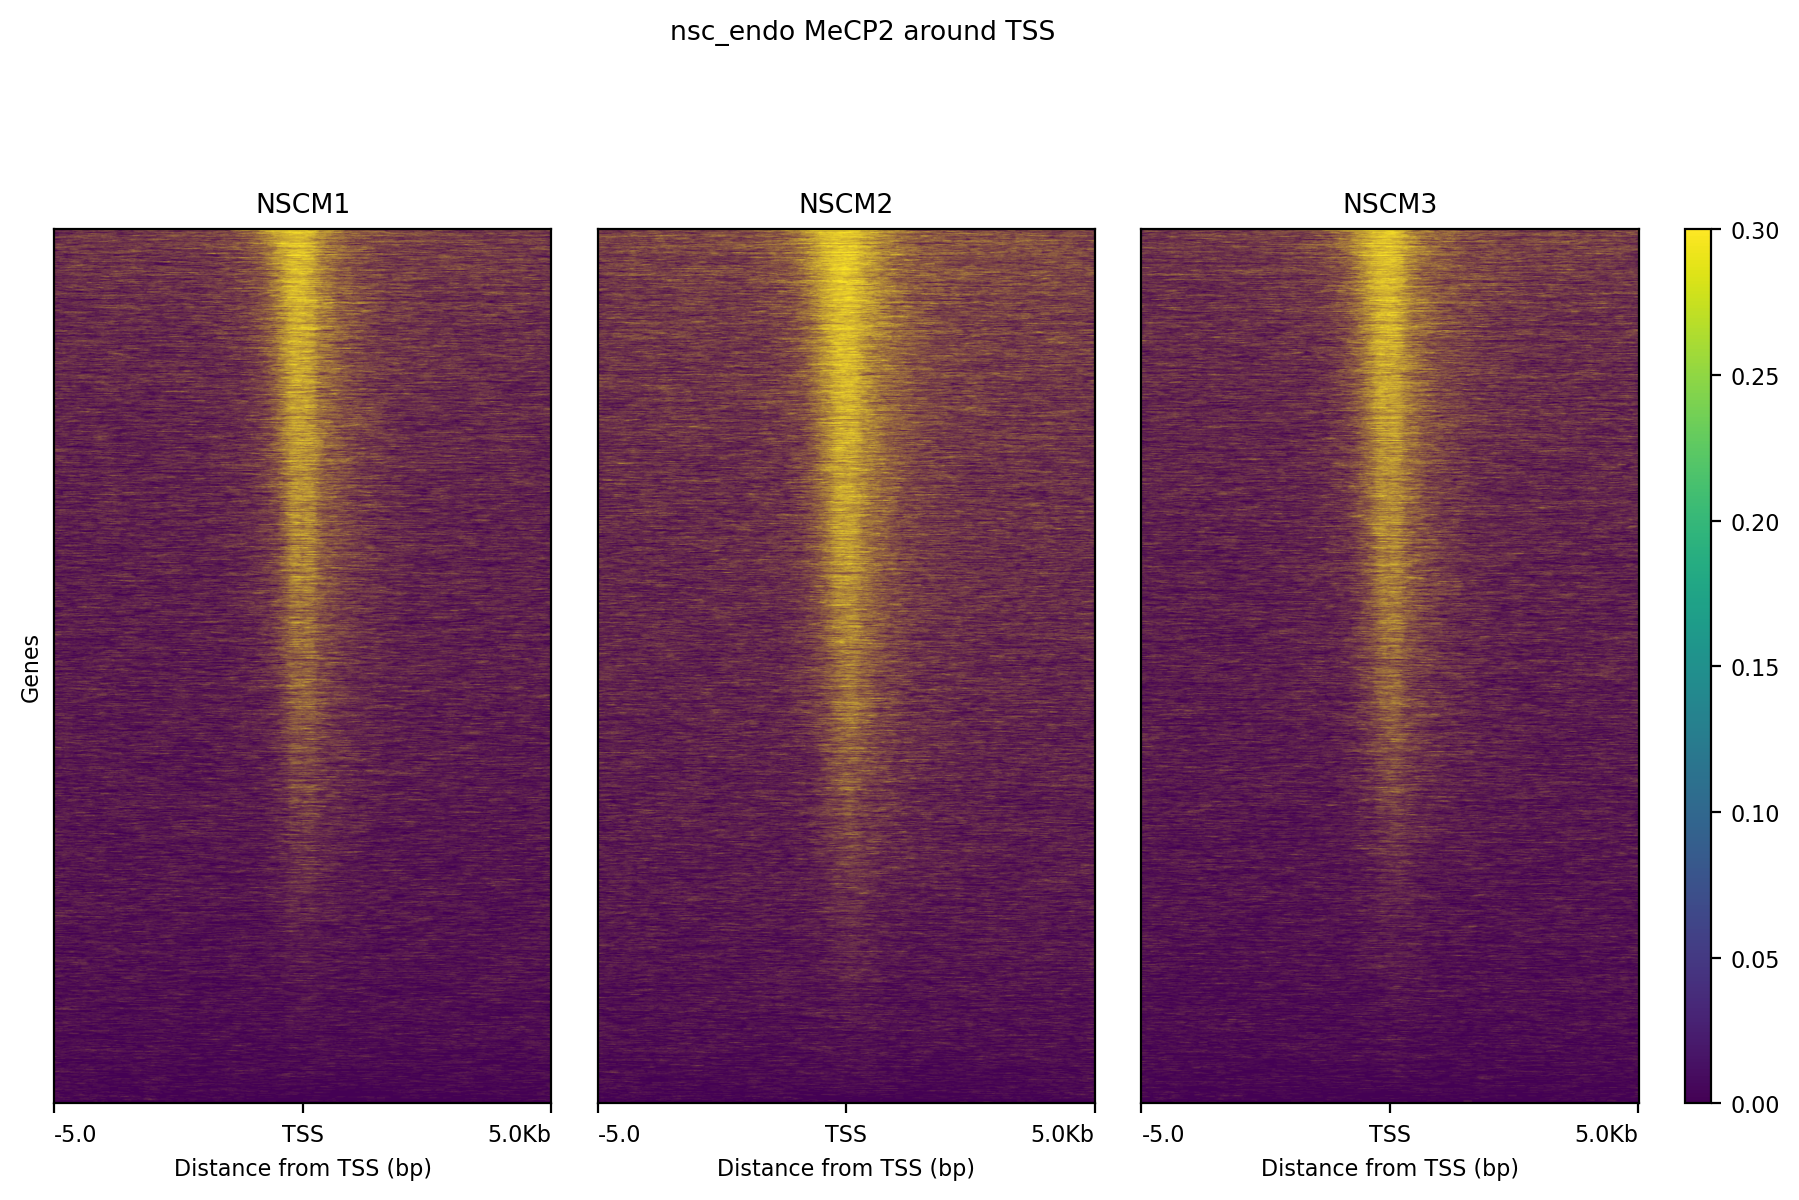 nsc_endo MeCP2 around TSS
NSCM1
NSCM2
NSCM3
Genes
0.30
0.25
0.20
0.15
0.10
0.05
0.00
-5.0 TSS 5.0Kb
-5.0 TSS 5.0Kb
-5.0 TSS 5.0Kb
Distance from TSS (bp)
Distance from TSS (bp)
Distance from TSS (bp)